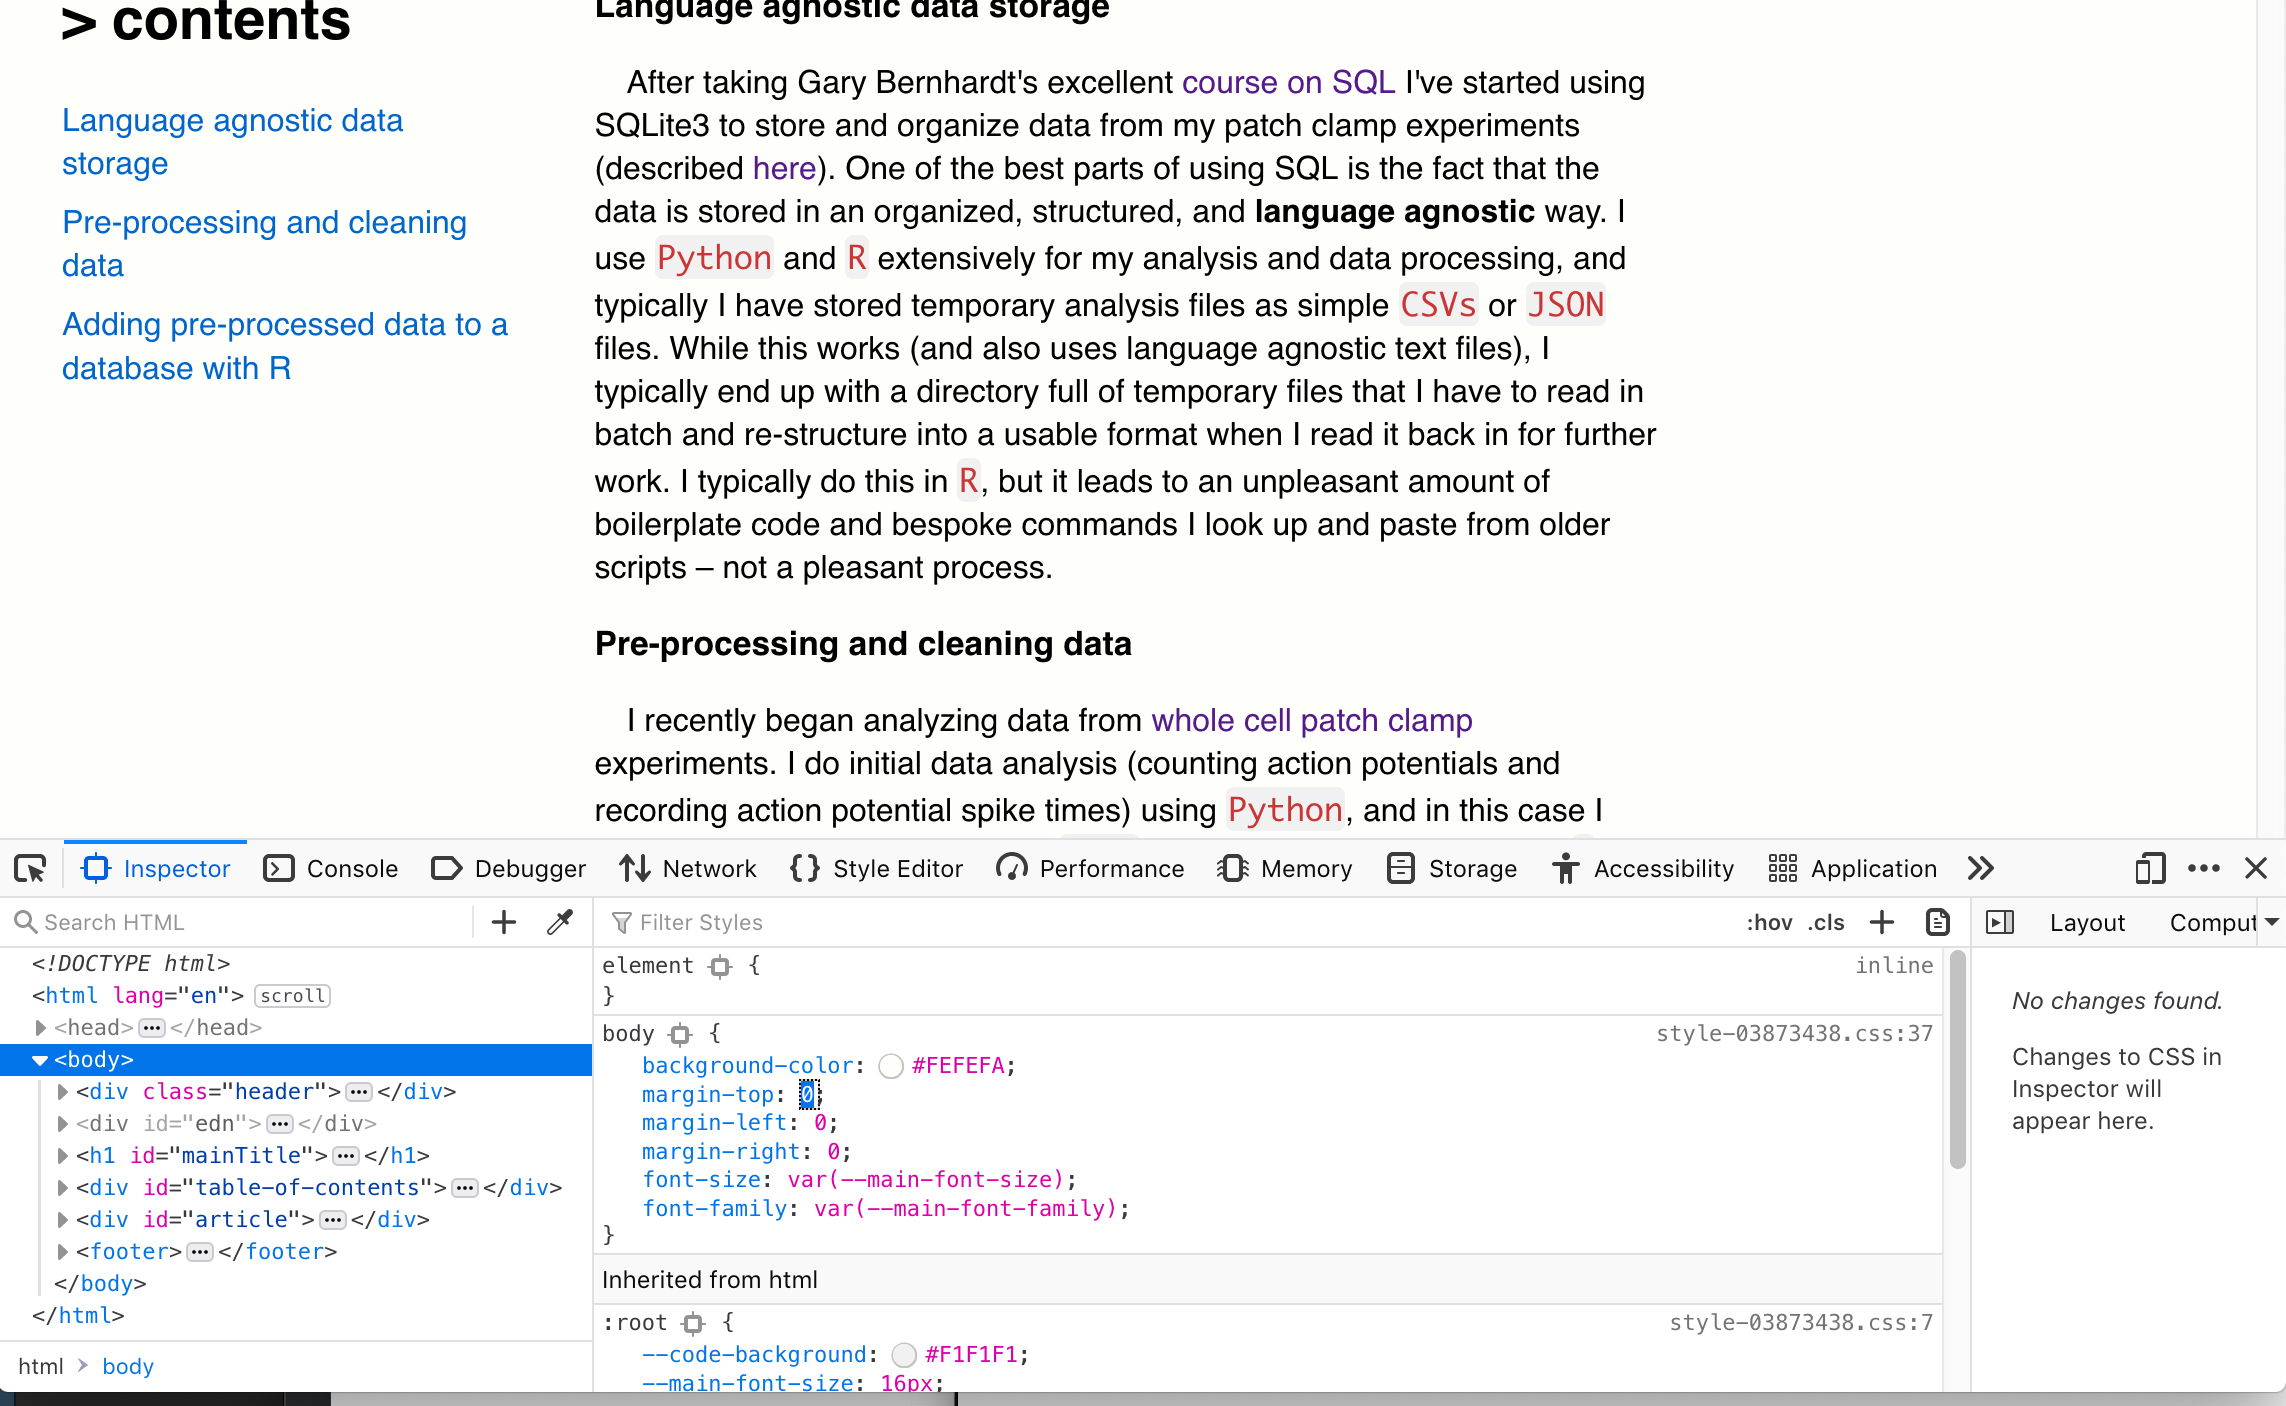 > contents
Language agnostic data
storage
Pre-processing and cleaning
data
Adding pre-processed data to a
database with R
Language agnostic data storage
After taking Gary Bernhardt's excellent course on SQL I've started using
SQLite3 to store and organize data from my patch clamp experiments
(described here). One of the best parts of using SQL is the fact that the
data is stored in an organized, structured, and language agnostic way. I
use Python and R extensively for my analysis and data processing, and
typically I have stored temporary analysis files as simple CSVs or JSON
files. While this works (and also uses language agnostic text files), I
typically end up with a directory full of temporary files that I have to read in
batch and re-structure into a usable format when I read it back in for further
work. I typically do this in R, but it leads to an unpleasant amount of
boilerplate code and bespoke commands I look up and paste from older
scripts – not a pleasant process.
Pre-processing and cleaning data
I recently began analyzing data from whole cell patch clamp
experiments. I do initial data analysis (counting action potentials and
recording action potential spike times) using Python, and in this case I
Inspector Console Debugger Network Style Editor Performance Memory Storage Accessibility Application
Search HTML
<!DOCTYPE html>
<html lang="en"> scroll
<head>···</head>
<body>
<div class="header">···</div>
<div id="edn">···</div>
<h1 id="mainTitle">···</h1>
<div id="table-of-contents">···</div>
<div id="article">···</div>
<footer>···</footer>
</body>
</html>
html > body
Filter Styles :hov .cls
element { inline
}
body { style-03873438.css:37
background-color: #FEFEFA;
margin-top: 0;
margin-left: 0;
margin-right: 0;
font-size: var(--main-font-size);
font-family: var(--main-font-family);
}
Inherited from html
:root { style-03873438.css:7
--code-background: #F1F1F1;
--main-font-size: 16px;
Layout Comput
No changes found.
Changes to CSS in
Inspector will
appear here.